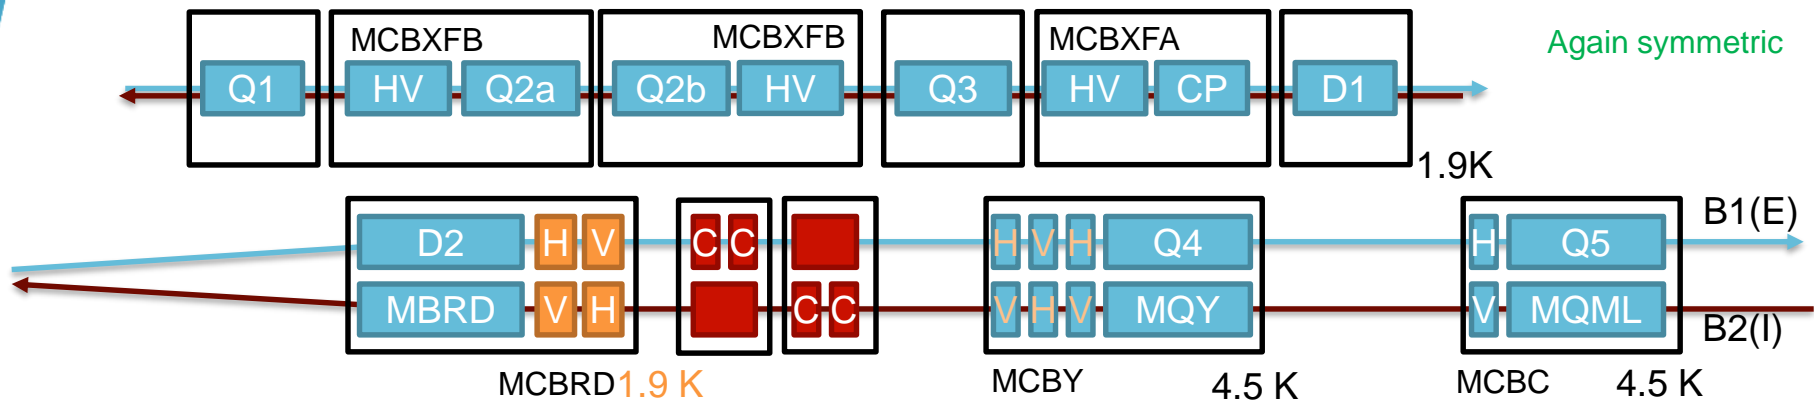 MCBXFB MCBXFB MCBXFA Again symmetric
Q1 HV Q2a Q2b HV Q3 HV CP D1
1.9K
B1(E)
D2 H V C C H V H Q4 H Q5
MBRD V H C C V H V MQY V MQML
B2(I)
MCBRD 1.9 K MCBY 4.5 K MCBC 4.5 K